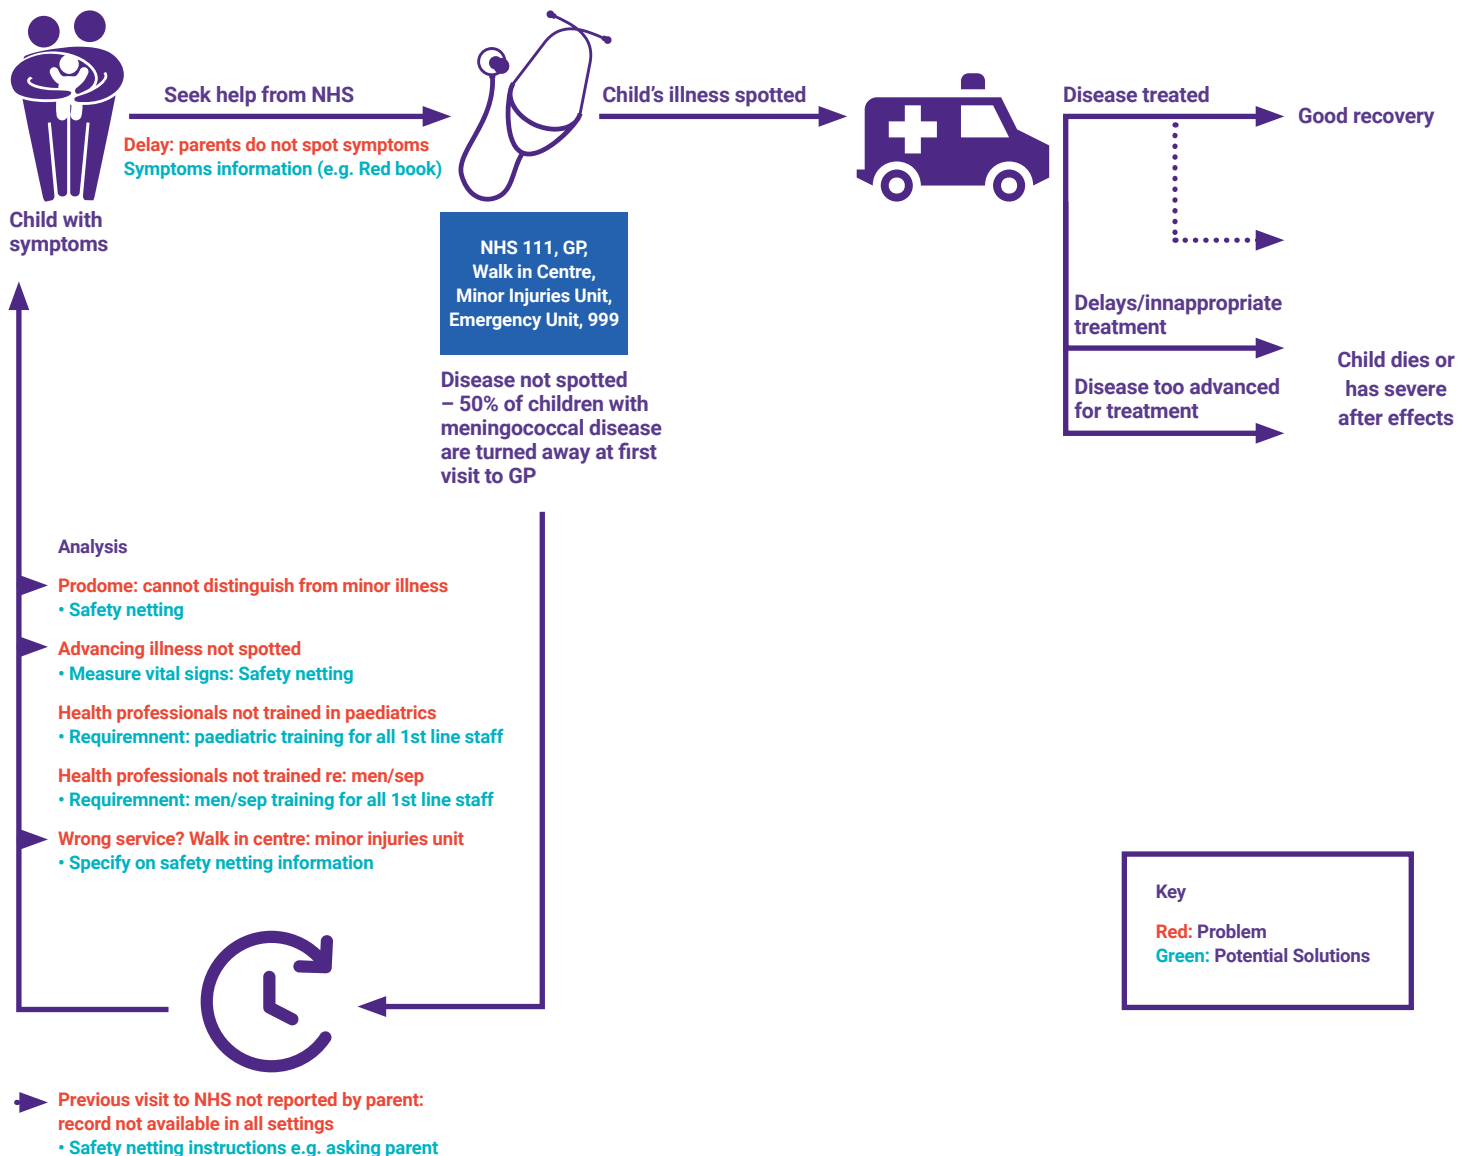 Seek help from NHS
Delay: parents do not spot symptoms
Symptoms information (e.g. Red book)
Child with
symptoms
Child's illness spotted
NHS 111, GP,
Walk in Centre,
Minor Injuries Unit,
Emergency Unit, 999
Disease not spotted
– 50% of children with
meningococcal disease
are turned away at first
visit to GP
Disease treated
Good recovery
Delays/innappropriate
treatment
Disease too advanced
for treatment
Child dies or
has severe
after effects
Analysis
Prodome: cannot distinguish from minor illness
• Safety netting
Advancing illness not spotted
• Measure vital signs: Safety netting
Health professionals not trained in paediatrics
• Requiremnent: paediatric training for all 1st line staff
Health professionals not trained re: men/sep
• Requiremnent: men/sep training for all 1st line staff
Wrong service? Walk in centre: minor injuries unit
• Specify on safety netting information
Previous visit to NHS not reported by parent:
record not available in all settings
• Safety netting instructions e.g. asking parent
Key
Red: Problem
Green: Potential Solutions